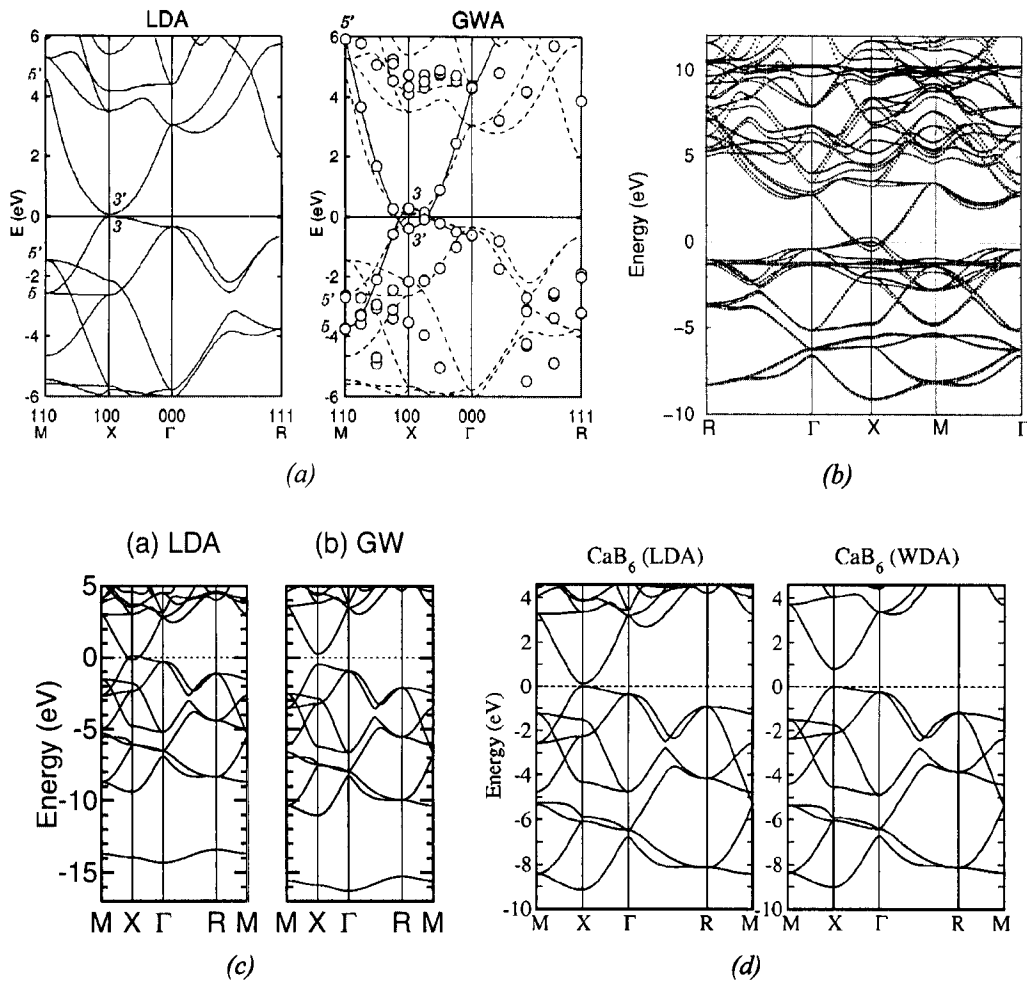 LDA
GWA
6
4
2
0
-2
-4
-6
E (eV)
5'
3'
3
5'
5
110
100
000
111
M
X
Γ
R
6
4
2
0
-2
-4
-6
E (eV)
5'
3
3'
5'
5
110
100
000
111
M
X
Γ
R
(a)
10
5
0
−5
−10
Energy (eV)
R
Γ
X
M
Γ
(b)
(a) LDA
(b) GW
5
0
-5
-10
-15
Energy (eV)
M X Γ R M
M X Γ R M
(c)
CaB6 (LDA)
CaB6 (WDA)
4
2
0
-2
-4
-6
-8
-10
Energy (eV)
M X Γ R M
4
2
0
-2
-4
-6
-8
-10
M X Γ R M
(d)